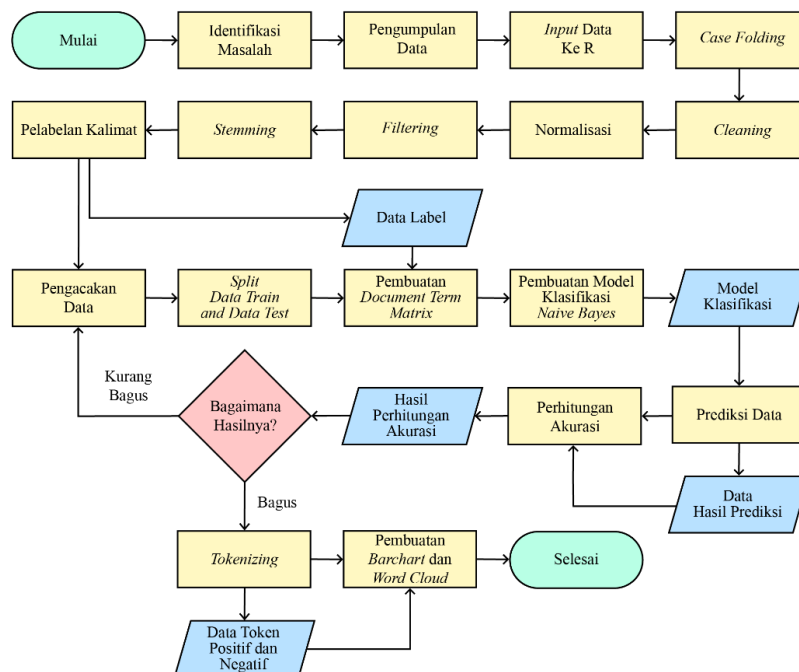 Mulai
Identifikasi
Masalah
Pengumpulan
Data
Input Data
Ke R
Case Folding
Pelabelan Kalimat
Stemming
Filtering
Normalisasi
Cleaning
Data Label
Pengacakan
Data
Split
Data Train
and Data Test
Pembuatan
Document Term
Matrix
Pembuatan Model
Klasifikasi
Naive Bayes
Model
Klasifikasi
Kurang
Bagus
Bagaimana
Hasilnya?
Hasil
Perhitungan
Akurasi
Perhitungan
Akurasi
Prediksi Data
Data
Hasil Prediksi
Bagus
Tokenizing
Pembuatan
Barchart dan
Word Cloud
Selesai
Data Token
Positif dan
Negatif